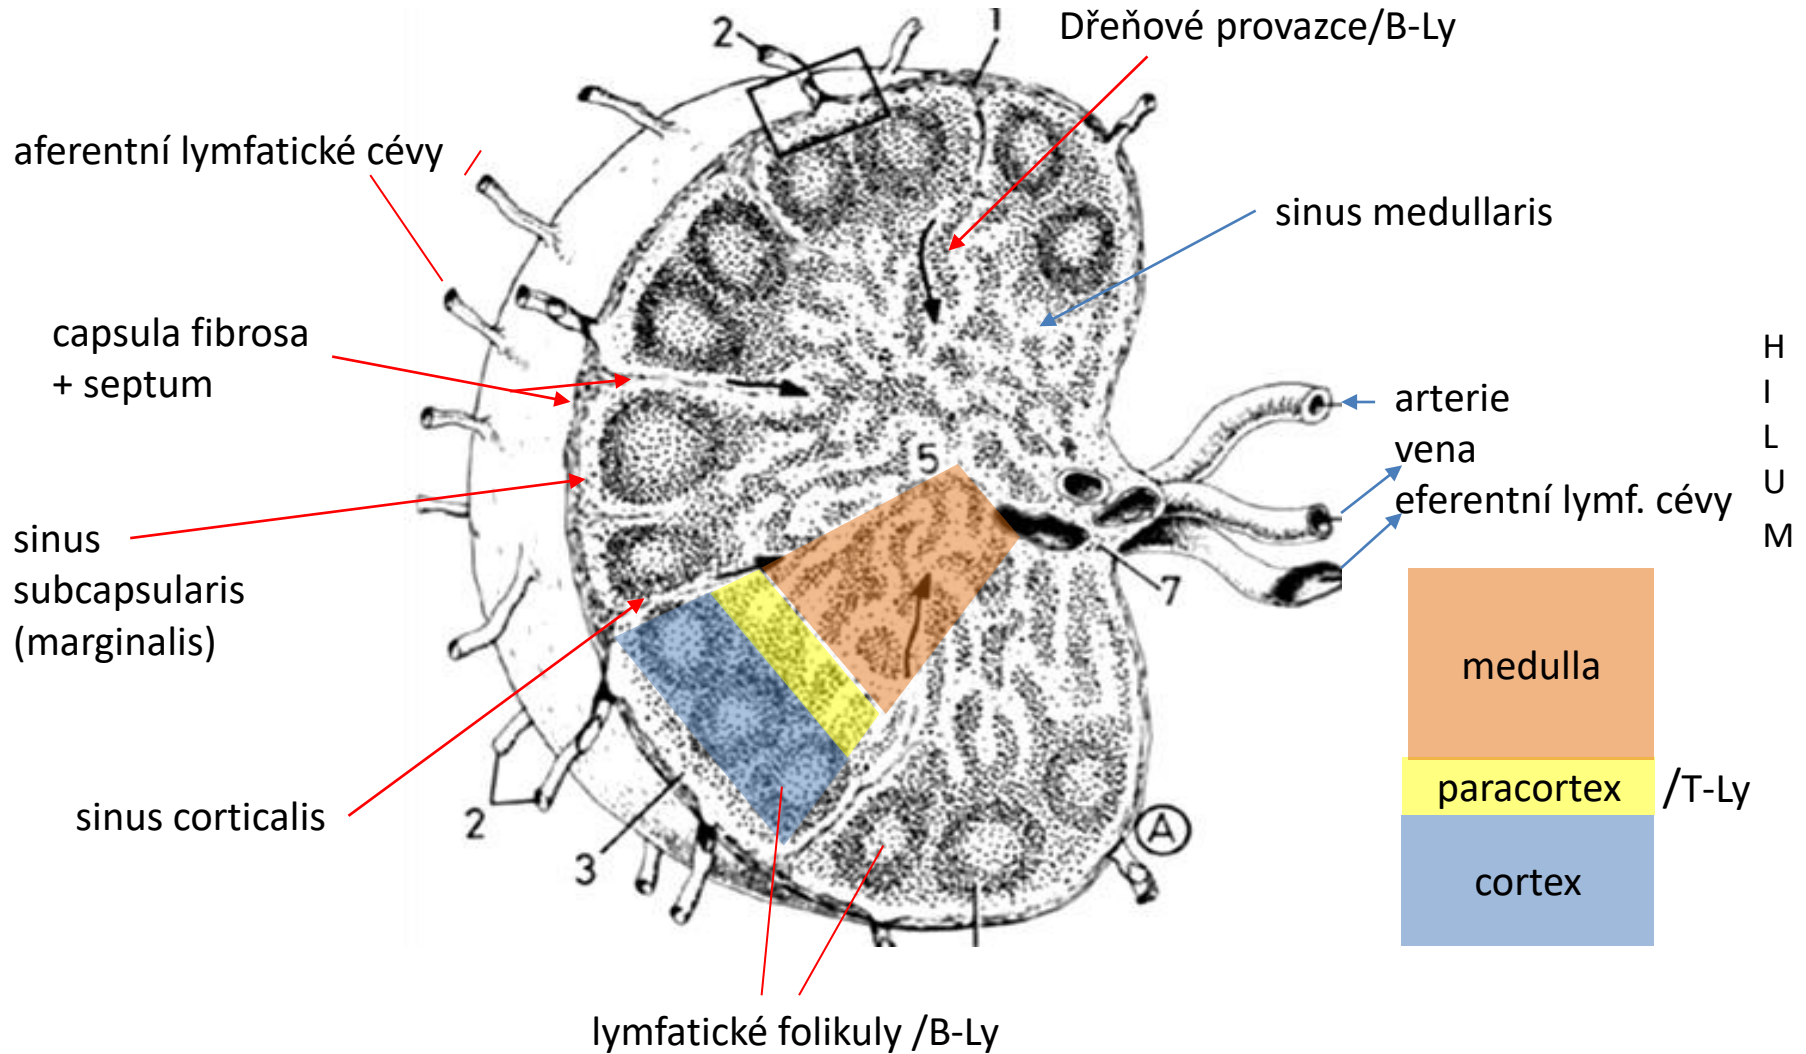 2
1
Dřeňové provazce/B-Ly
aferentní lymfatické cévy
sinus medullaris
capsula fibrosa
+ septum
H
I
L
U
M
arterie
vena
eferentní lymf. cévy
5
sinus
subcapsularis
(marginalis)
7
medulla
paracortex /T-Ly
cortex
sinus corticalis
2
3
A
lymfatické folikuly /B-Ly